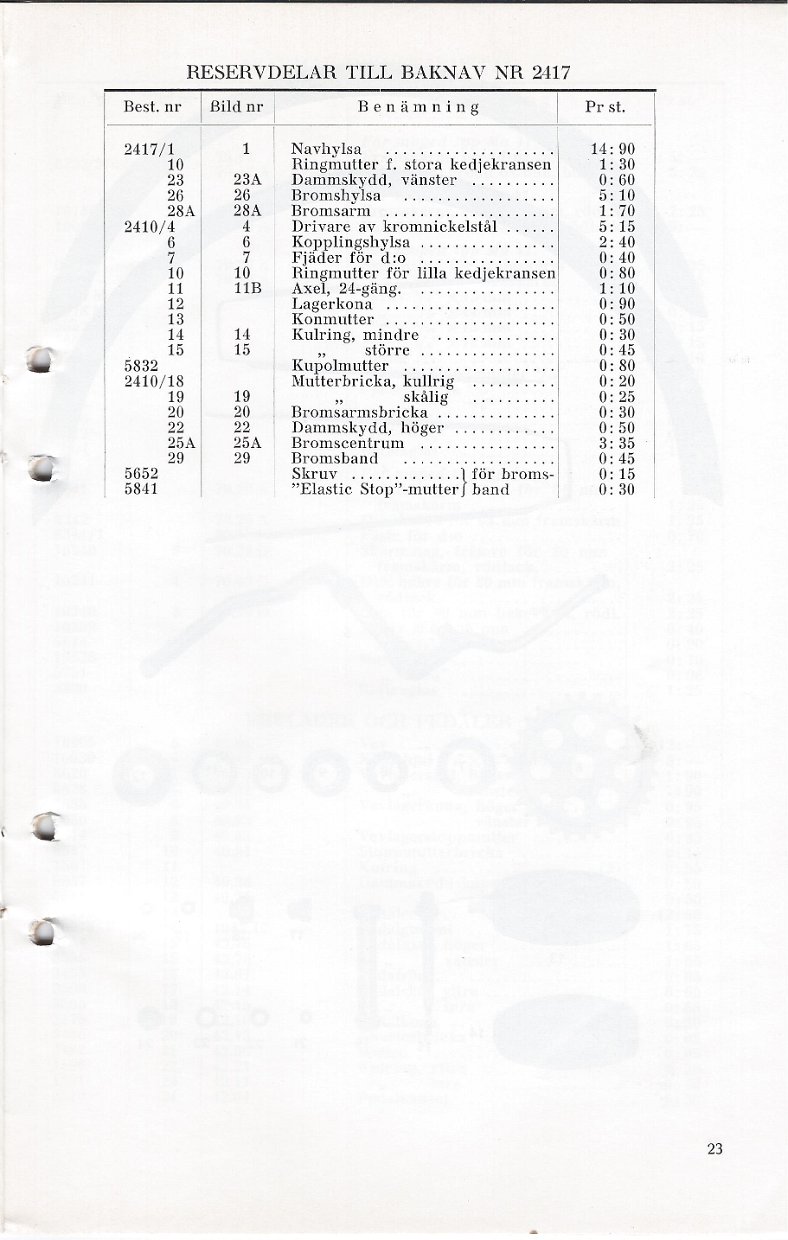 RESERVDELAR TILL BAKNAV NR 2417
Best. nr Bild nr Benämning Pr st.
2417/1 1 Navhylsa .................... 14: 90
10 Ringmutter f. stora kedjekransen 1: 30
23 23A Dammskydd, vänster .......... 0: 60
26 26 Bromshylsa .................. 5: 10
28A 28A Bromsarm .................... 1: 70
2410/4 4 Drivare av kromnickelstål ...... 5: 15
6 6 Kopplingshylsa ................ 2: 40
7 7 Fjäder för d:o ................ 0: 40
10 10 Ringmutter för lilla kedjekransen 0: 80
11 11B Axel, 24-gäng. ................ 1: 10
12 Lagerkona .................... 0: 90
13 Konmutter .................... 0: 50
14 14 Kulring, mindre .............. 0: 30
15 15 „ större ................ 0: 45
5832 Kupolmutter .................. 0: 80
2410/18 Mutterbricka, kullrig .......... 0: 20
19 19 „ skålig .......... 0: 25
20 20 Bromsarmsbricka .............. 0: 30
22 22 Dammskydd, höger ............ 0: 50
25A 25A Bromscentrum ................ 3: 35
29 29 Bromsband .................. 0: 45
5652 Skruv .............} för broms- 0: 15
5841 ”Elastic Stop”-mutter} band 0: 30
23